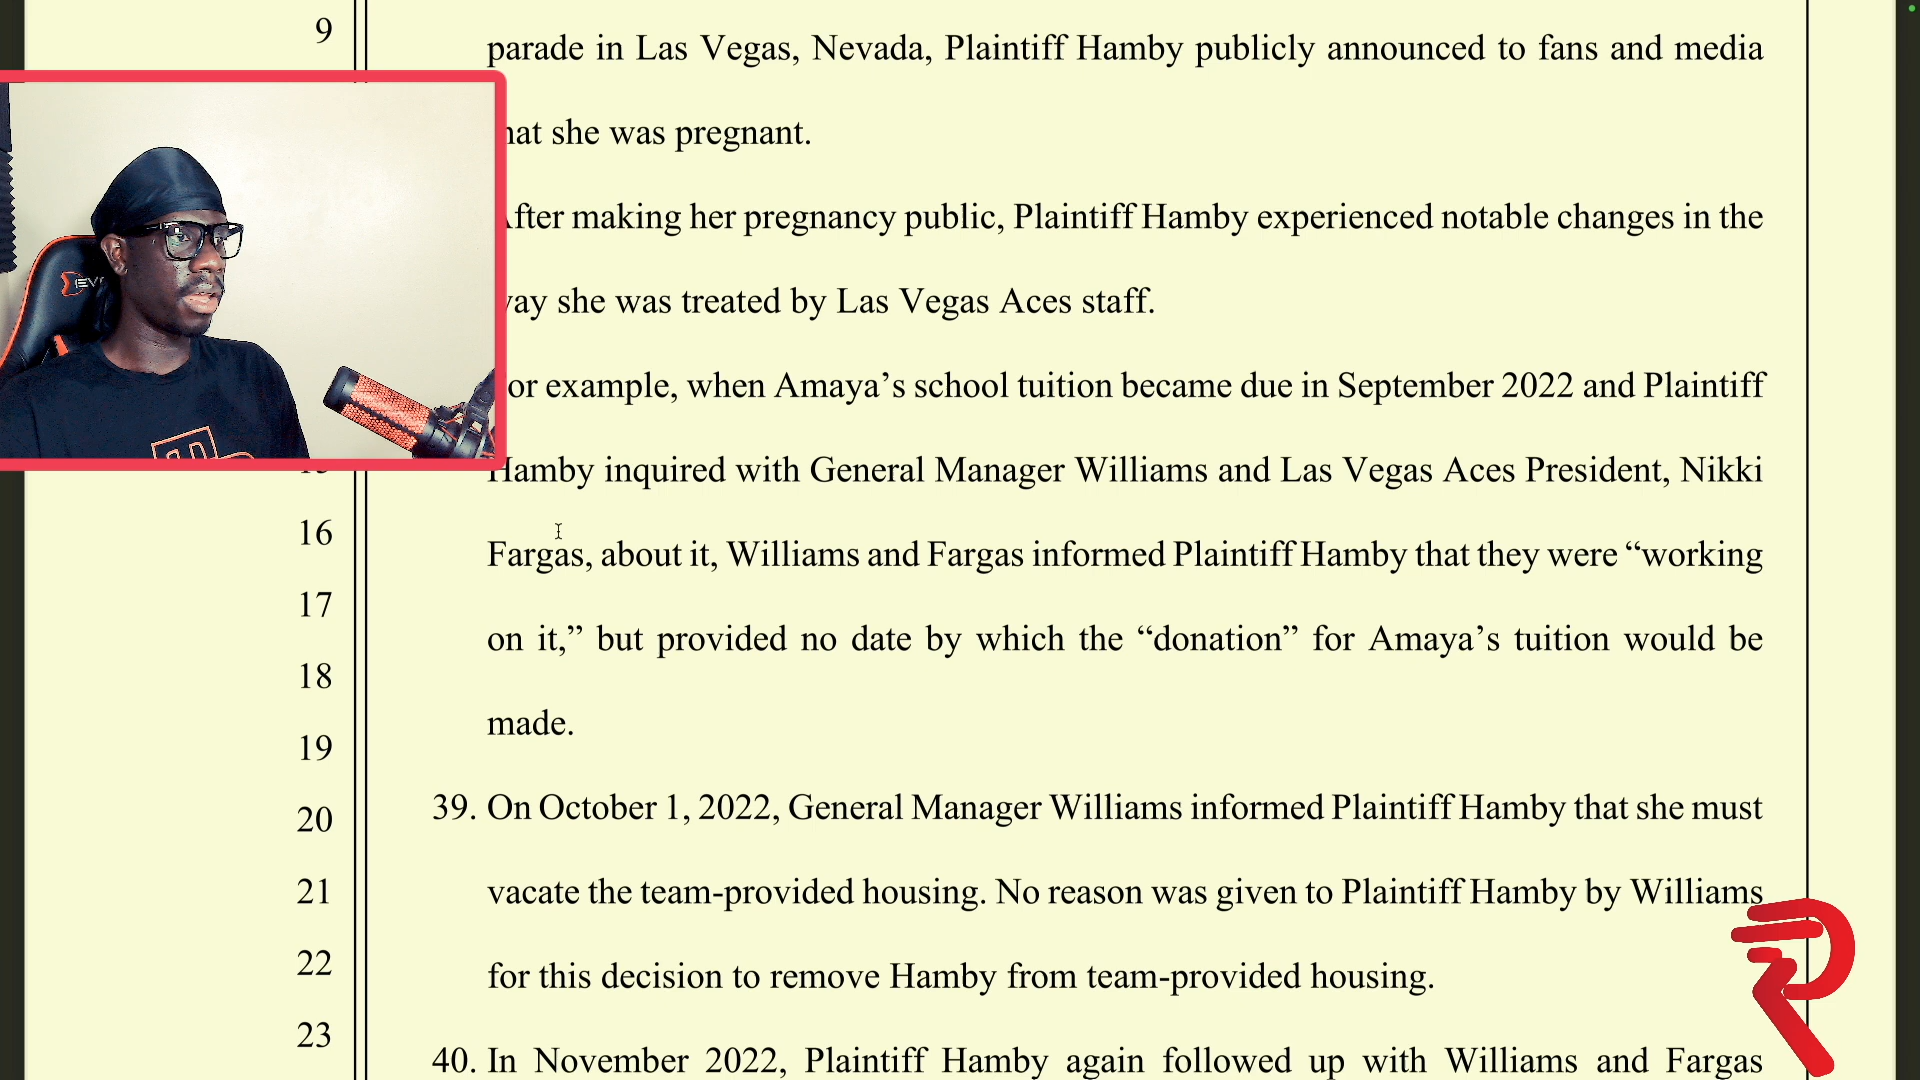 9
parade in Las Vegas, Nevada, Plaintiff Hamby publicly announced to fans and media
she was pregnant.
making her pregnancy public, Plaintiff Hamby experienced notable changes in the
she was treated by Las Vegas Aces staff.
example, when Amaya’s school tuition became due in September 2022 and Plaintiff
Hamby inquired with General Manager Williams and Las Vegas Aces President, Nikki
16
Fargas, about it, Williams and Fargas informed Plaintiff Hamby that they were “working
17
on it,” but provided no date by which the “donation” for Amaya’s tuition would be
18
made.
19
39. On October 1, 2022, General Manager Williams informed Plaintiff Hamby that she must
20
vacate the team-provided housing. No reason was given to Plaintiff Hamby by Williams
21
for this decision to remove Hamby from team-provided housing.
22
23
40. In November 2022, Plaintiff Hamby again followed up with Williams and Fargas